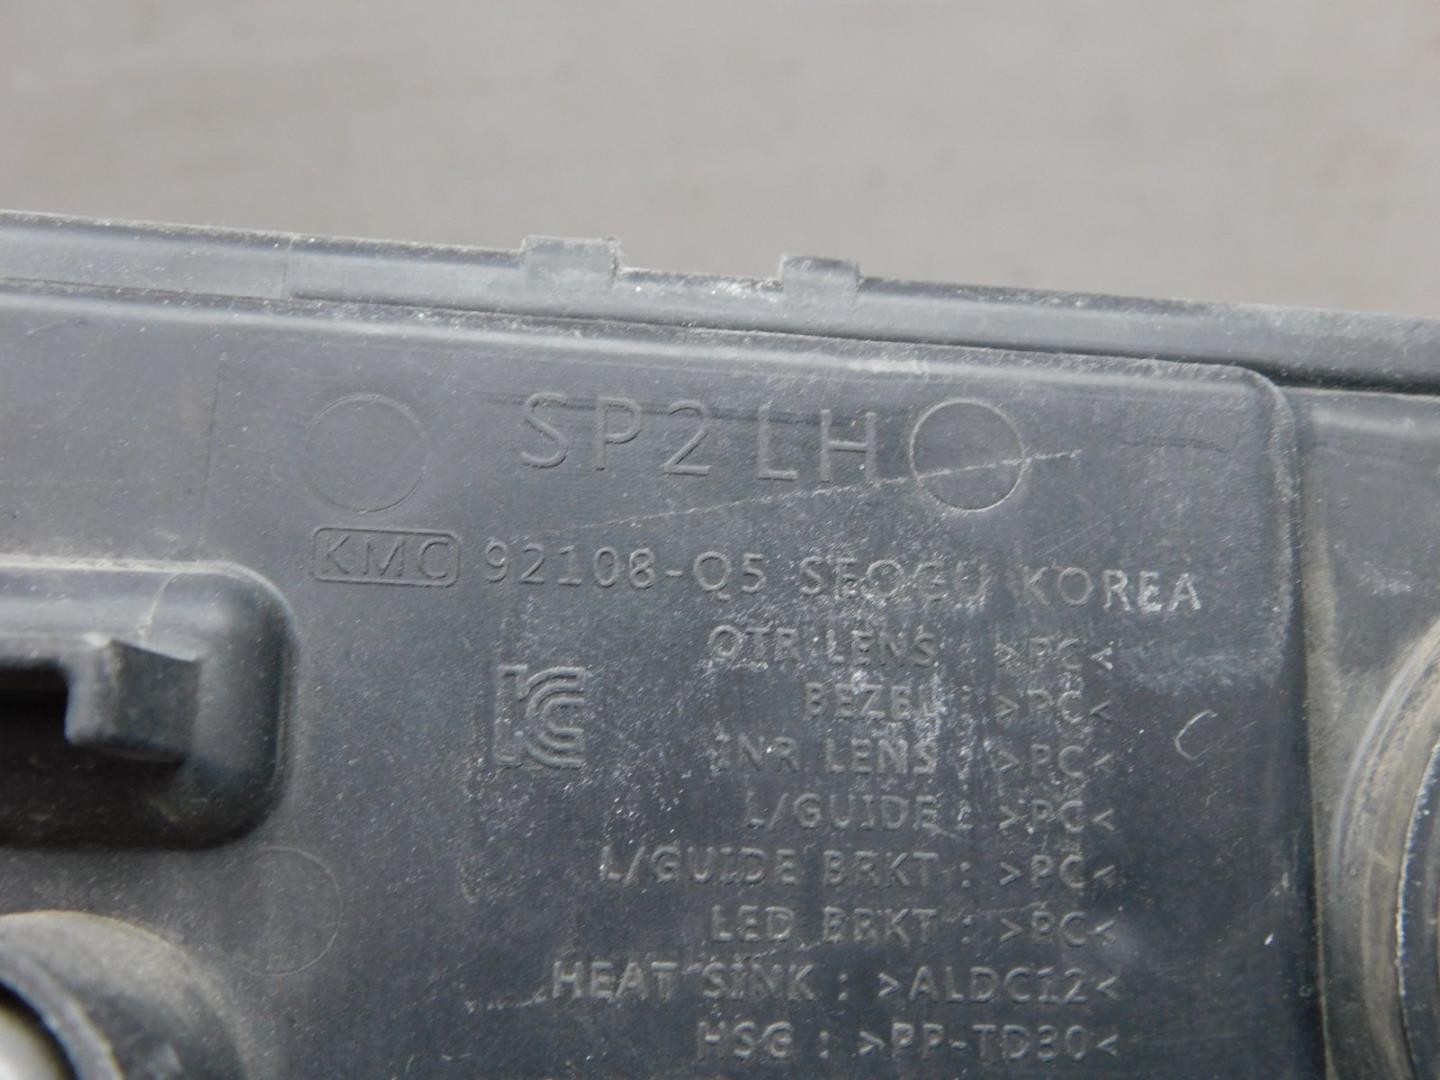 SP2 LH
KMC 92108-Q5 SEOGU KOREA
OTR LENS : >PC<
KC
BEZEL : >PC<
INR LENS : >PC<
L/GUIDE : >PC<
L/GUIDE BRKT : >PC<
LED BRKT : >PC<
HEAT SINK : >ALDC12<
HSG : >PP-TD30<